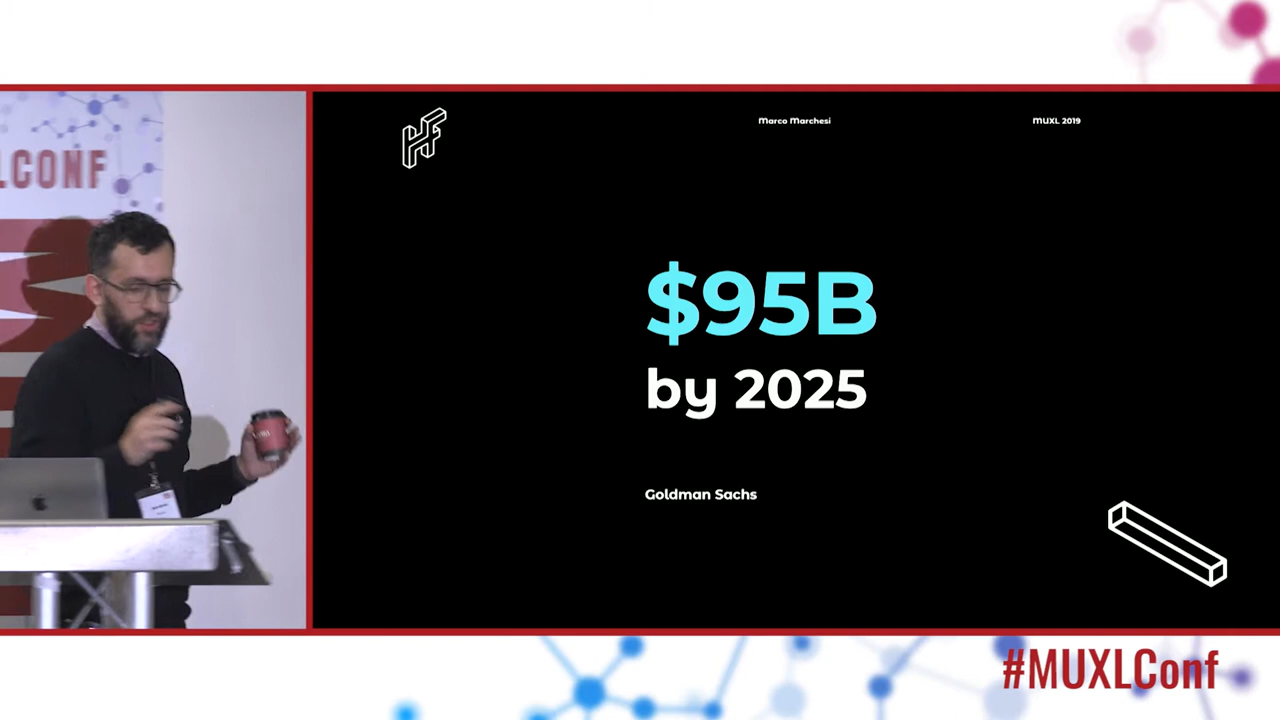 LCONF
Marco Marchesi
MUXL 2019
$95B
by 2025
Goldman Sachs
#MUXLConf